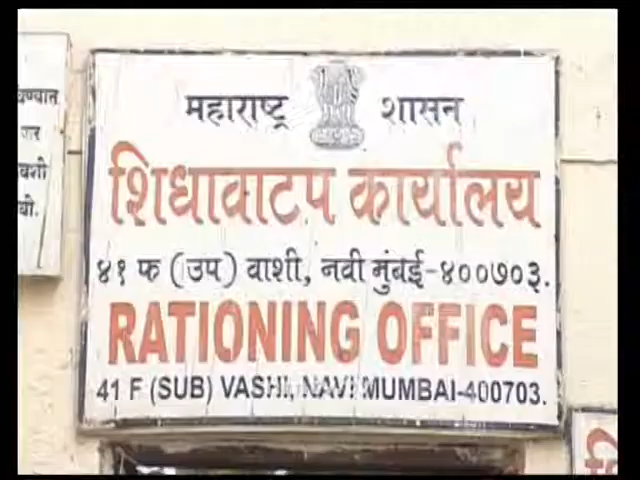 महाराष्ट्र शासन
शिधावाटप कार्यालय
४१ फ (उप) वाशी, नवी मुंबई-४००७०३.
RATIONING OFFICE
41 F (SUB) VASHI, NAVI MUMBAI-400703.